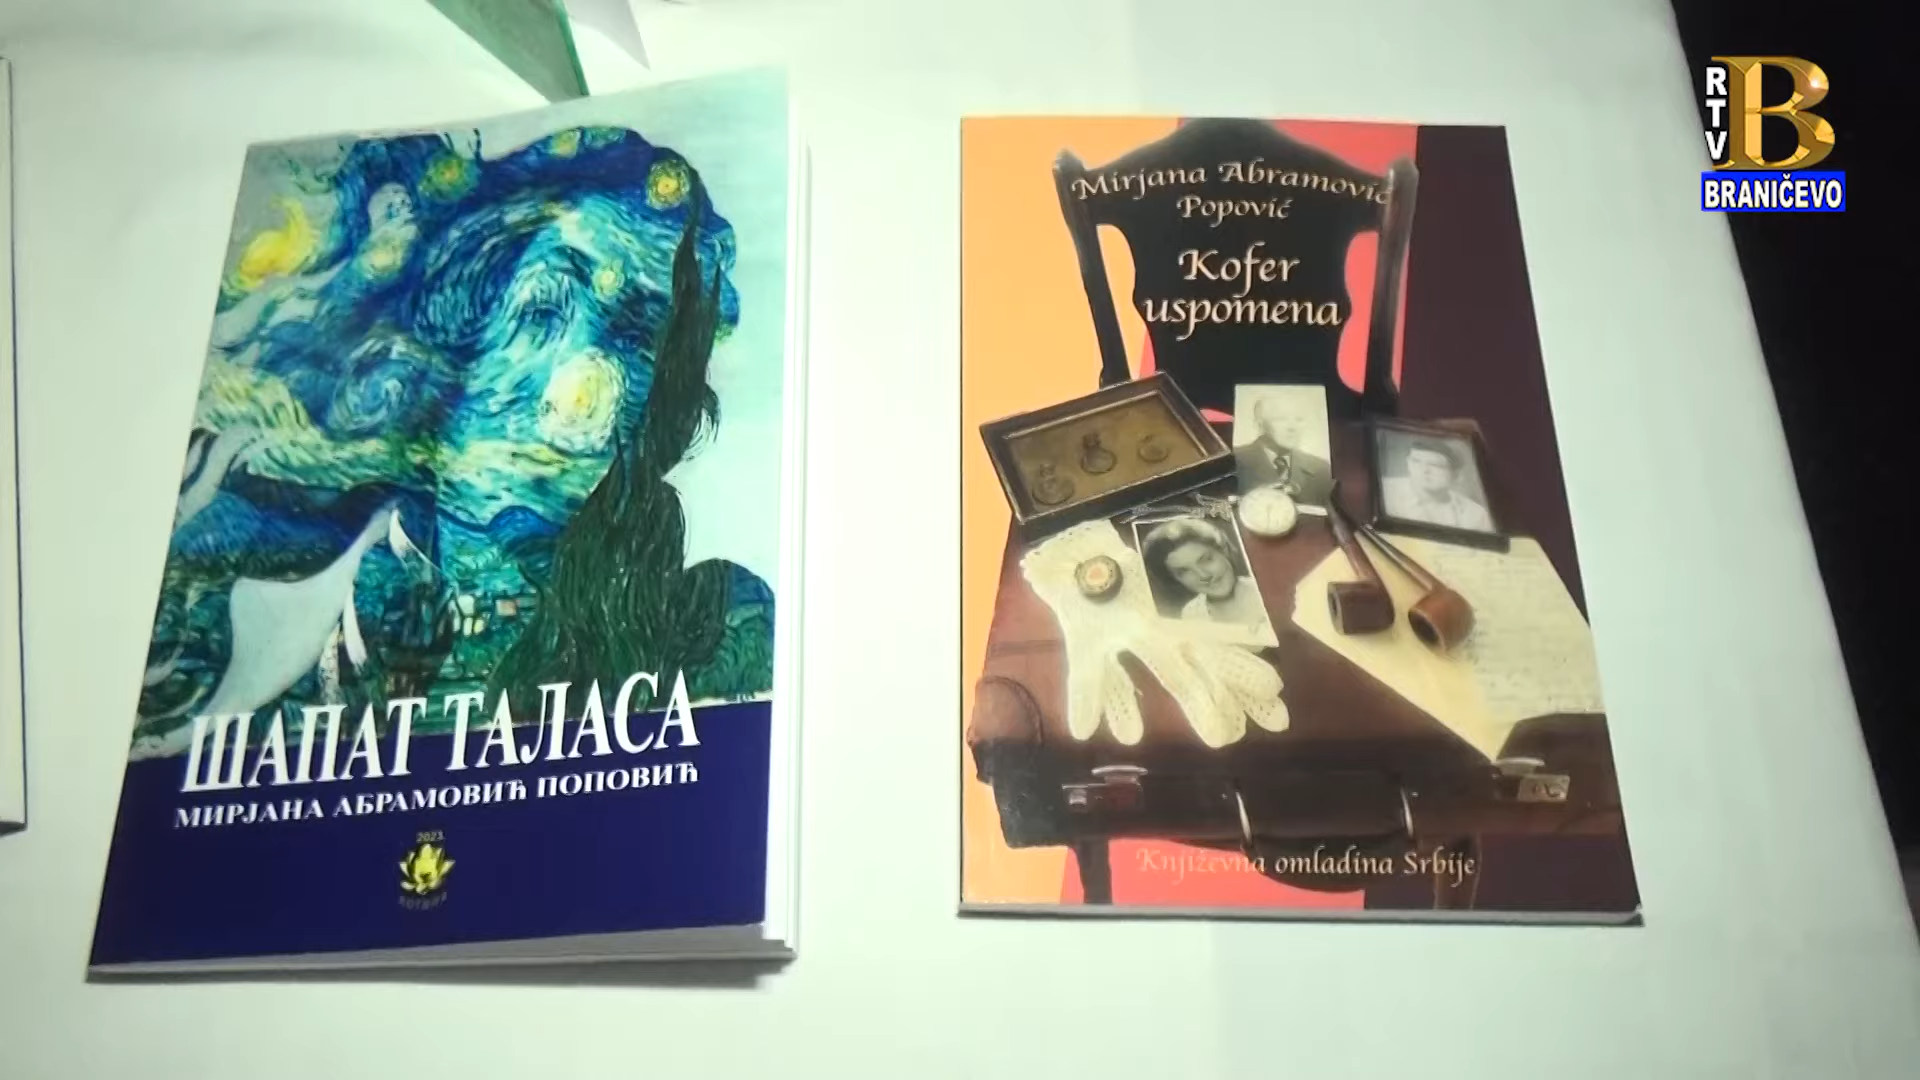 ШАПАТ ТАЛАСА
МИРЈАНА АБРАМОВИЋ ПОПОВИЋ
2023.
Mirjana Abramović
Popović
Kofer
uspomena
Književna omladina Srbije
RTV
B
BRANIČEVO